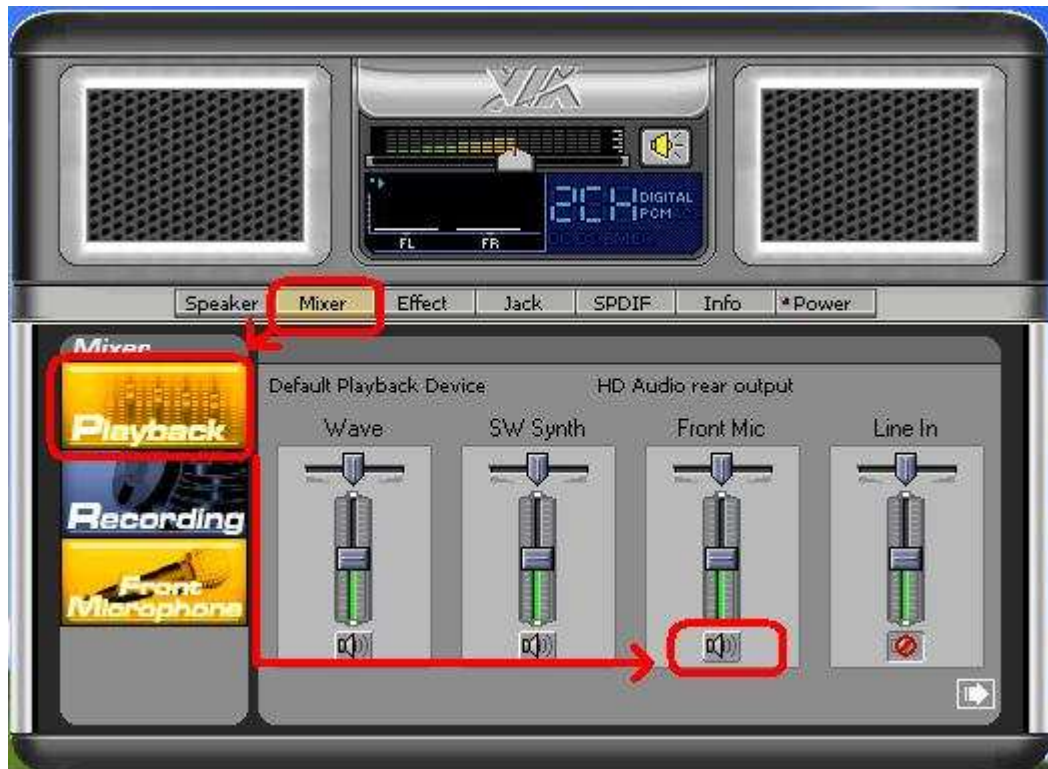 VIA
2CH DIGITAL
PCM
FL FR
Speaker Mixer Effect Jack SPDIF Info Power
Mixer
Default Playback Device HD Audio rear output
Playback
Wave SW Synth Front Mic Line In
Recording
Front
Microphone